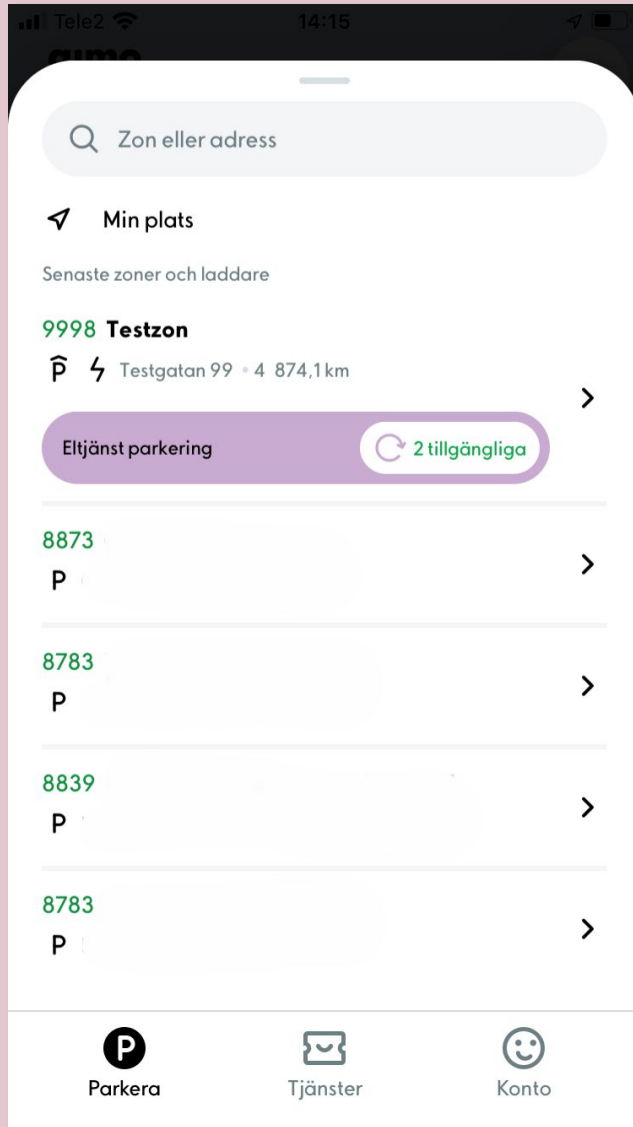 Tele2 14:15
aimo
Zon eller adress
Min plats
Senaste zoner och laddare
9998 Testzon
P Testgatan 99 • 4 874,1 km
Eltjänst parkering 2 tillgängliga
8873
P
8783
P
8839
P
8783
P
P
Parkera Tjänster Konto